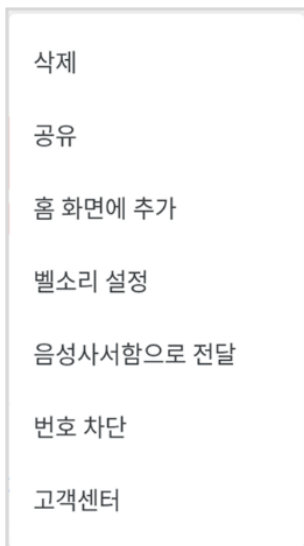 삭제
공유
홈 화면에 추가
벨소리 설정
음성사서함으로 전달
번호 차단
고객센터